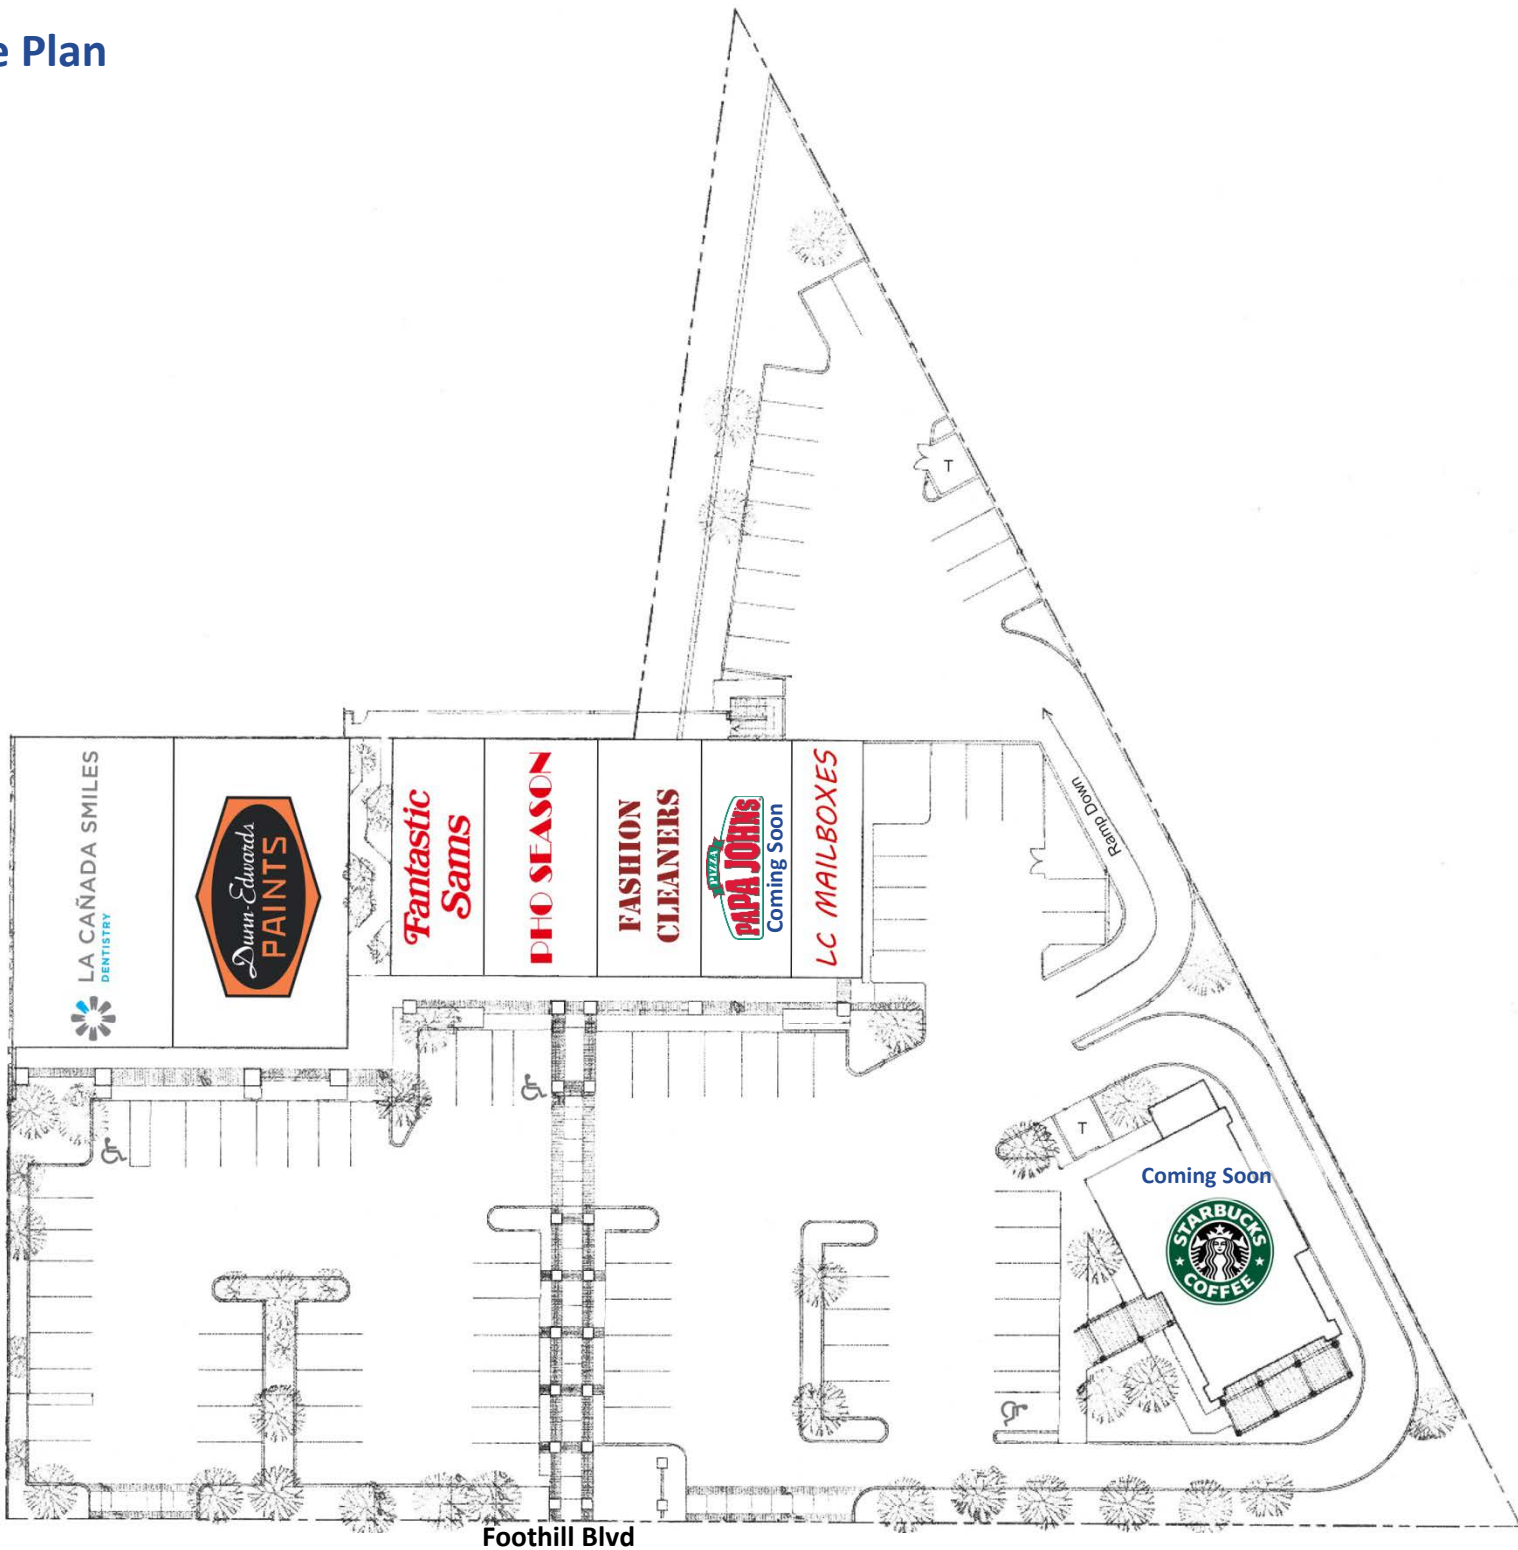 e Plan
T
LA CAÑADA SMILES
DENTISTRY
Dunn-Edwards
PAINTS
Fantastic
Sams
PHO SEASON
FASHION
CLEANERS
PIZZA
PAPA JOHN'S
Coming Soon
LC MAILBOXES
Ramp Down
T
Coming Soon
STARBUCKS
COFFEE
Foothill Blvd